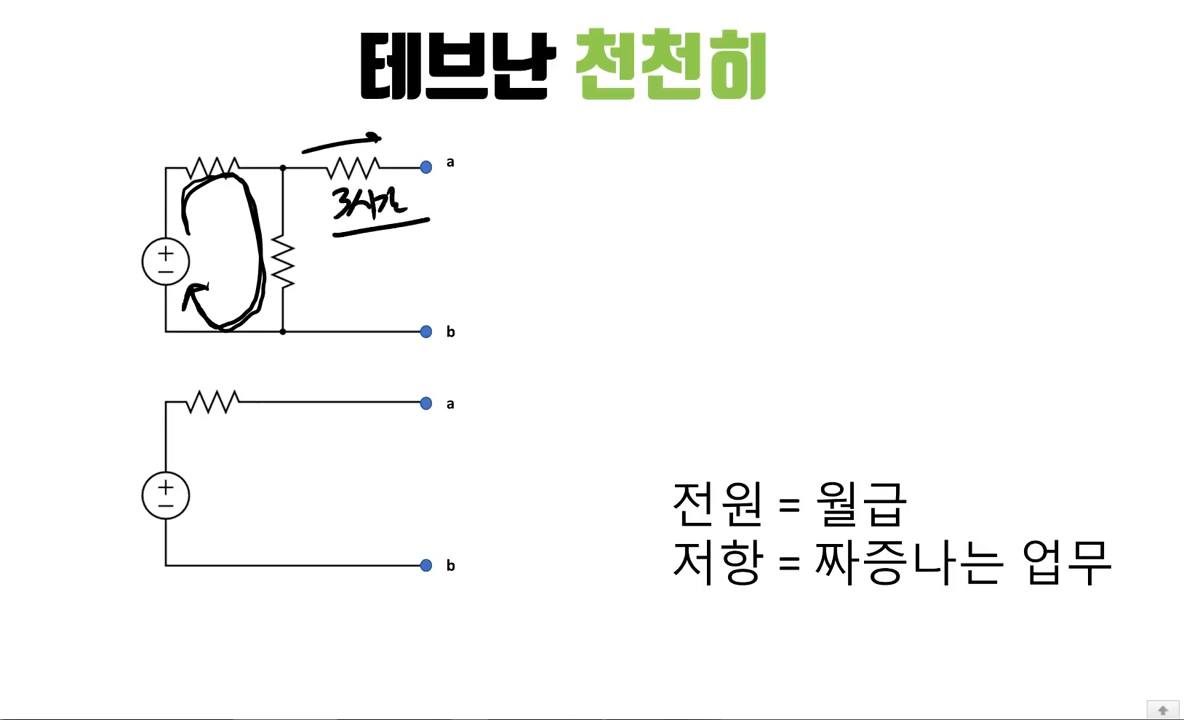 테브난 천천히
a
3시간
b
a
b
전원 = 월급
저항 = 짜증나는 업무